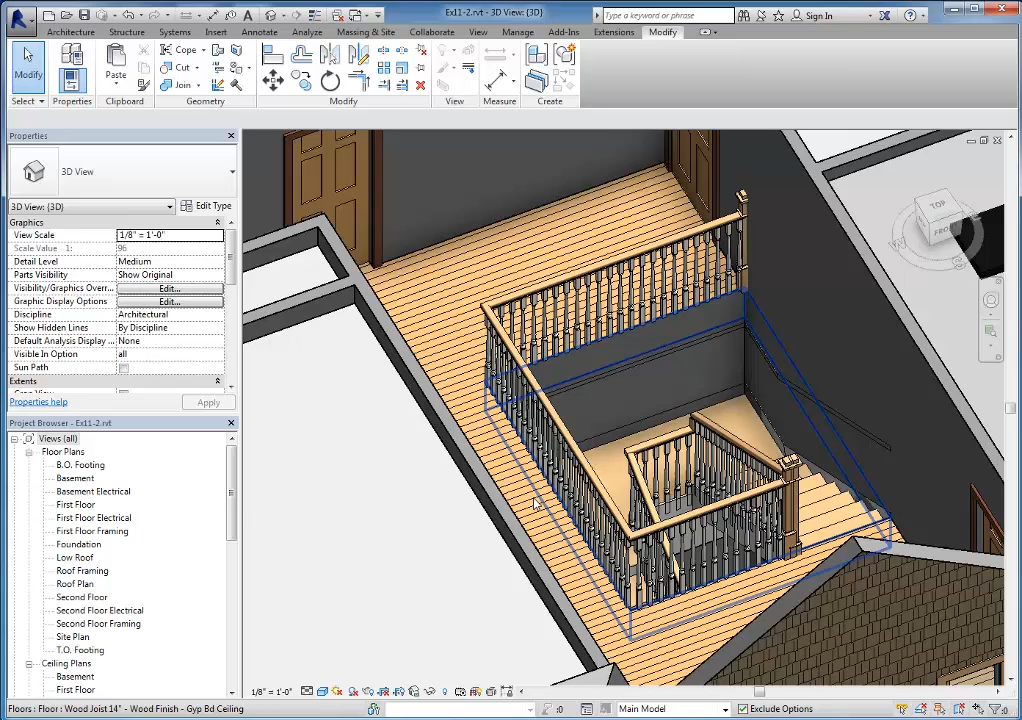 Ex11-2.rvt - 3D View: {3D}
Type a keyword or phrase
Sign In
Architecture Structure Systems Insert Annotate Analyze Massing & Site Collaborate View Manage Add-Ins Extensions Modify
Modify
Paste
Cope
Cut
Join
Select Properties Clipboard Geometry Modify View Measure Create
Properties
3D View
3D View: {3D} Edit Type
Graphics
View Scale 1/8" = 1'-0"
Scale Value 1: 96
Detail Level Medium
Parts Visibility Show Original
Visibility/Graphics Overr... Edit...
Graphic Display Options Edit...
Discipline Architectural
Show Hidden Lines By Discipline
Default Analysis Display ... None
Visible In Option all
Sun Path
Extents
Properties help Apply
Project Browser - Ex11-2.rvt
Views (all)
Floor Plans
B.O. Footing
Basement
Basement Electrical
First Floor
First Floor Electrical
First Floor Framing
Foundation
Low Roof
Roof Framing
Roof Plan
Second Floor
Second Floor Electrical
Second Floor Framing
Site Plan
T.O. Footing
Ceiling Plans
Basement
First Floor
TOP
FRO
W
S
1/8" = 1'-0"
Floors : Floor : Wood Joist 14" - Wood Finish - Gyp Bd Ceiling
:0
Main Model
Exclude Options
:0